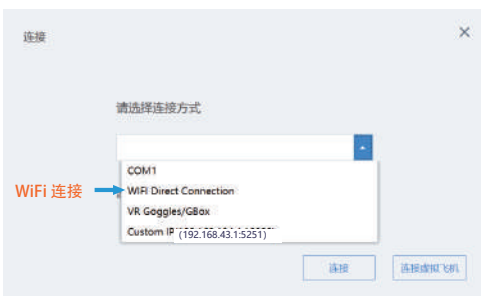 连接
请选择连接方式
COM1
WiFi 连接
WIFI Direct Connection
VR Goggles/GBox
Custom IP
(192.168.43.1:5251)
连接
连接虚拟飞机